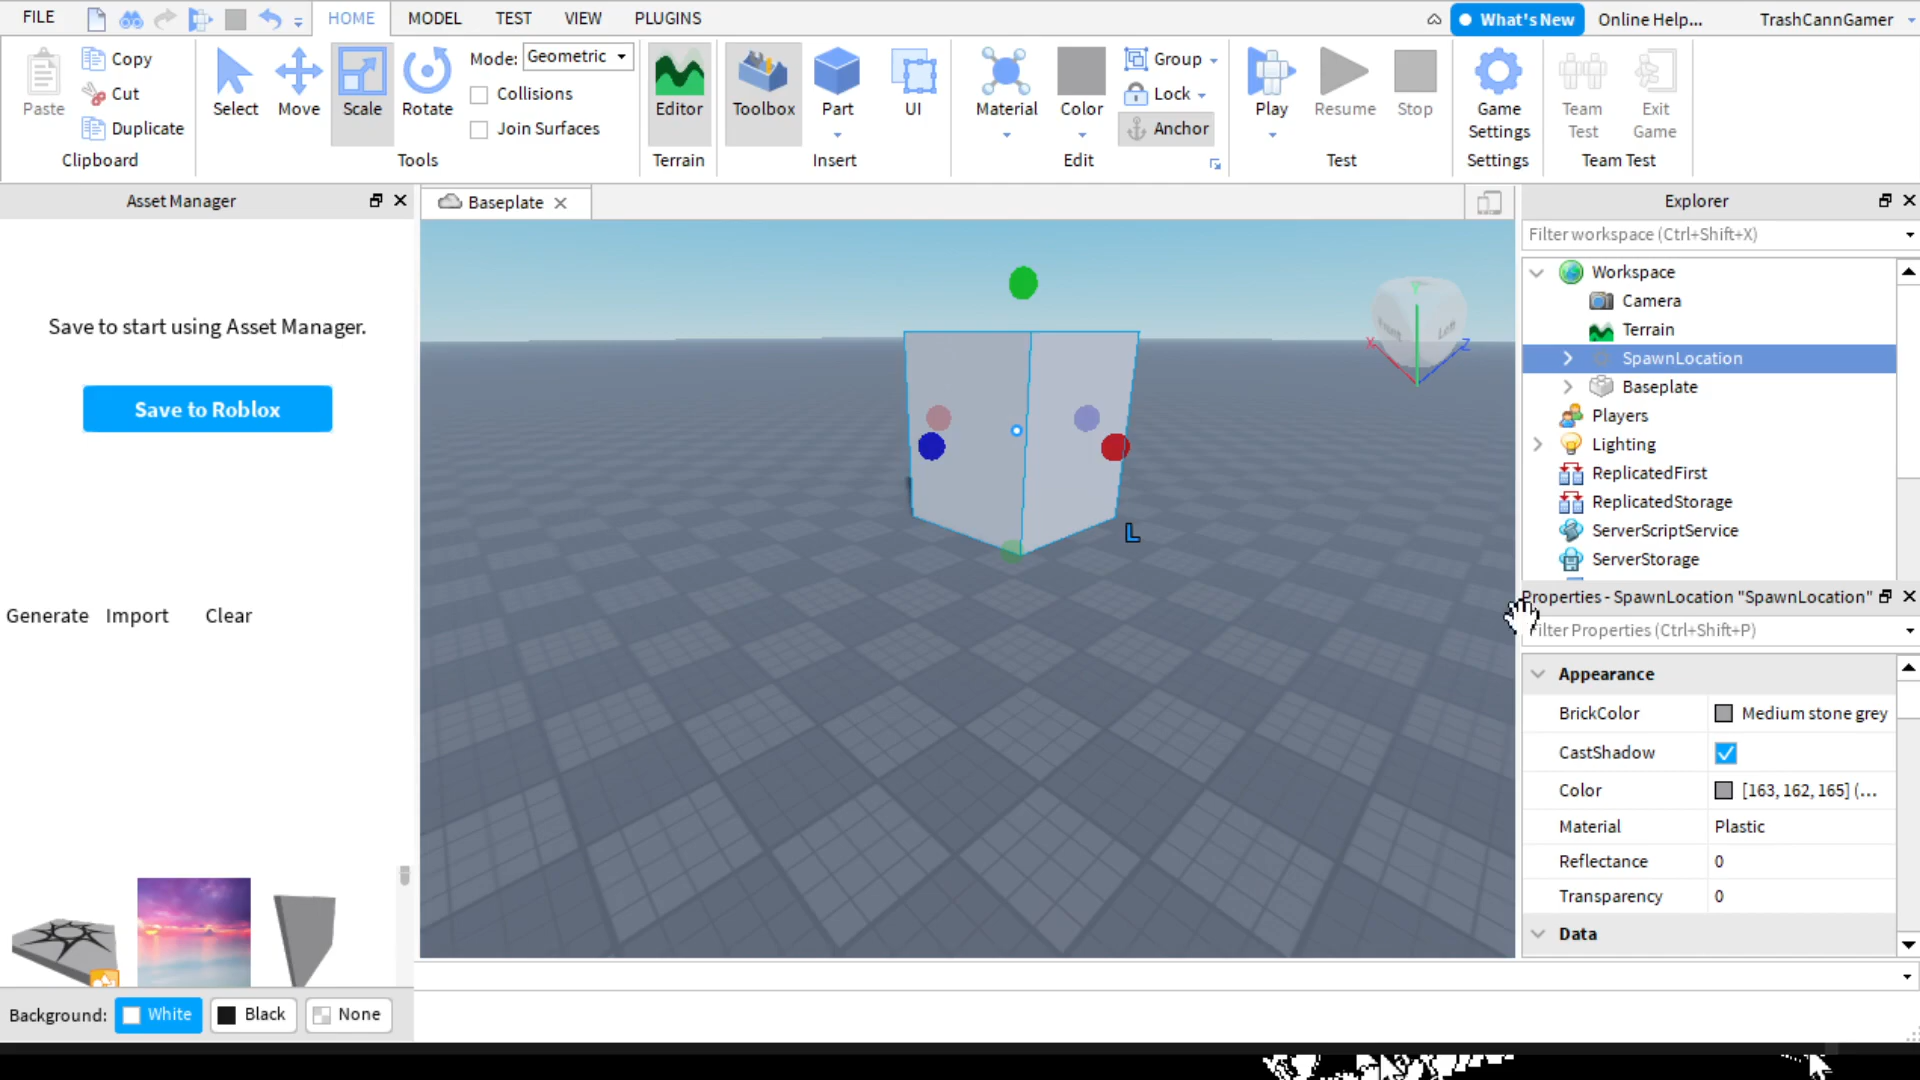 FILE HOME MODEL TEST VIEW PLUGINS What's New Online Help... TrashCannGamer
Paste Copy Cut Duplicate Clipboard
Select Move Scale Rotate Mode: Geometric Collisions Join Surfaces Tools
Editor Terrain
Toolbox Part UI Insert
Material Color Group Lock Anchor Edit
Play Resume Stop Test
Game Settings Settings
Team Test Exit Game Team Test
Asset Manager
Save to start using Asset Manager.
Save to Roblox
Generate Import Clear
Background: White Black None
Baseplate
Y
X
Z
L
Explorer
Filter workspace (Ctrl+Shift+X)
Workspace
Camera
Terrain
SpawnLocation
Baseplate
Players
Lighting
ReplicatedFirst
ReplicatedStorage
ServerScriptService
ServerStorage
Properties - SpawnLocation "SpawnLocation"
Filter Properties (Ctrl+Shift+P)
Appearance
BrickColor Medium stone grey
CastShadow
Color [163, 162, 165] (...
Material Plastic
Reflectance 0
Transparency 0
Data